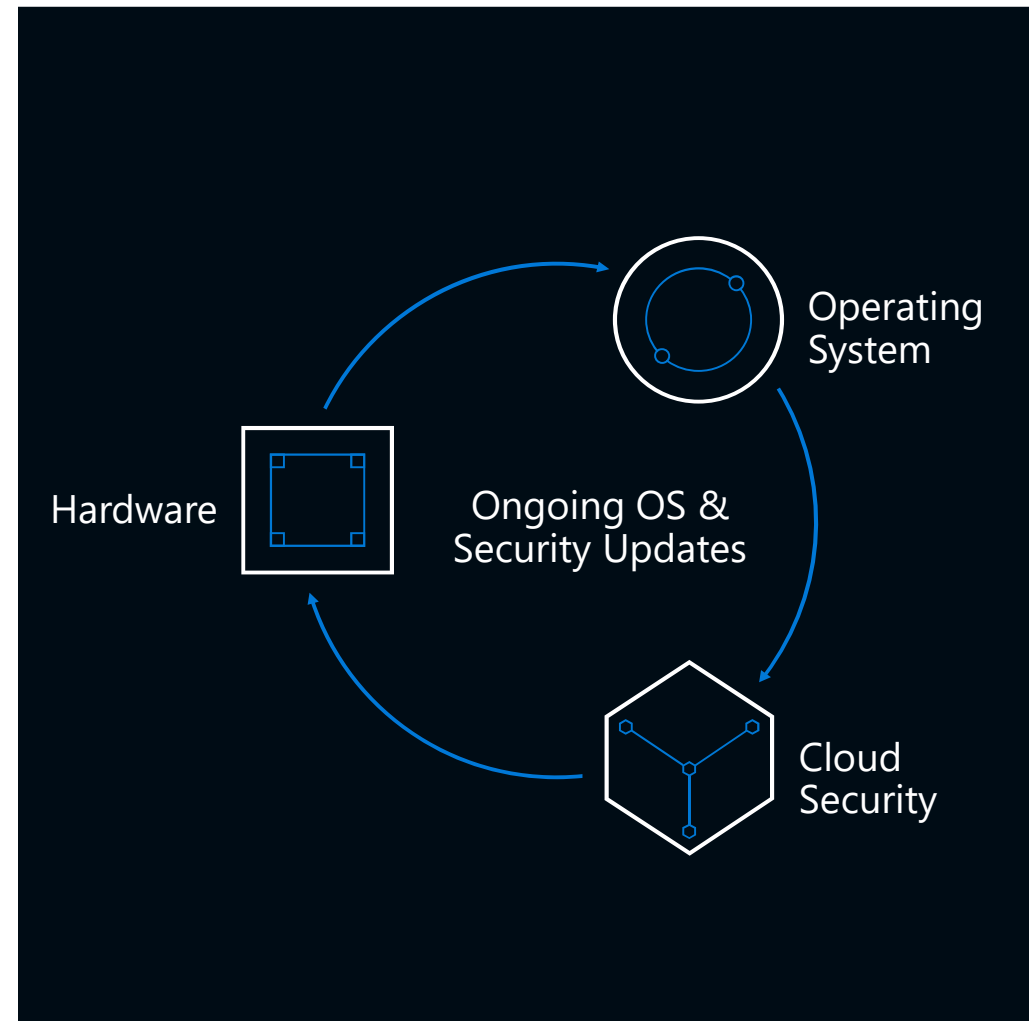 Operating
System
Hardware
Ongoing OS &
Security Updates
Cloud
Security